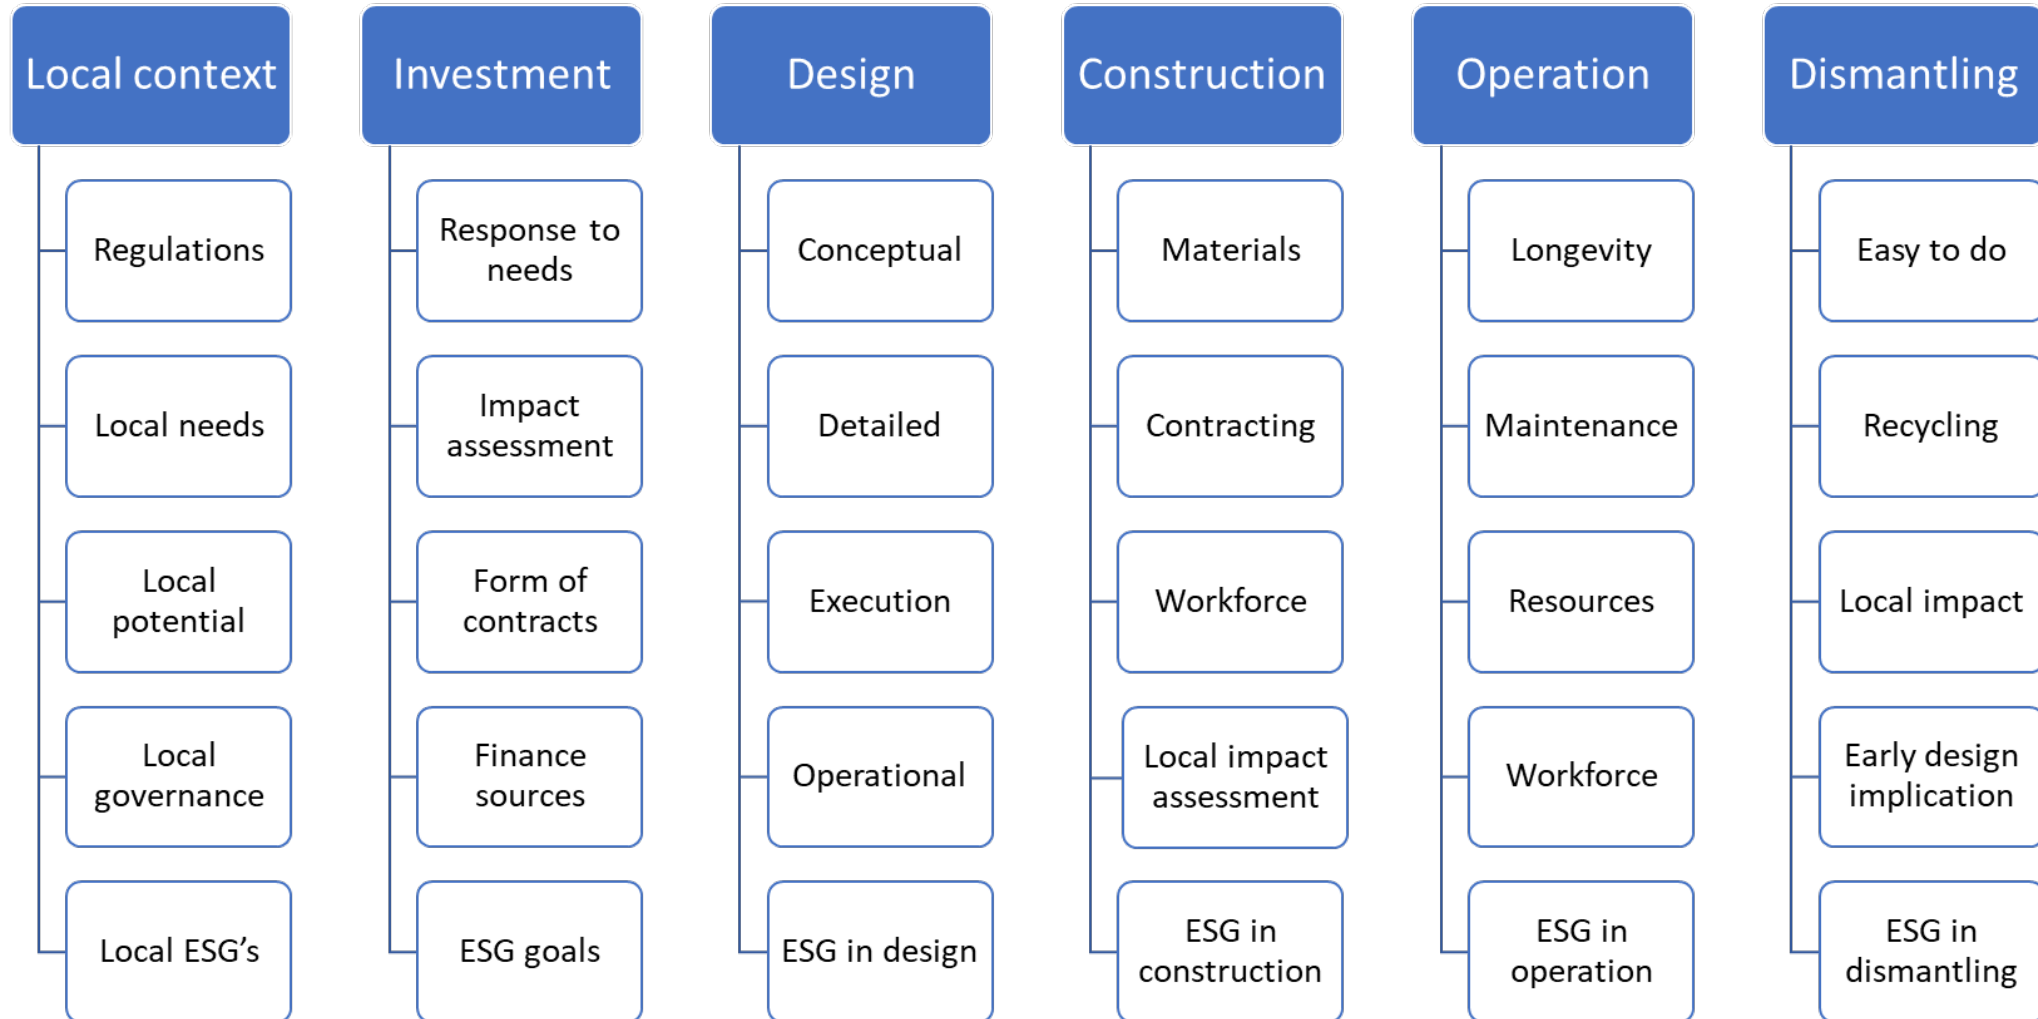 Local context
Regulations
Local needs
Local
potential
Local
governance
Local ESG’s
Investment
Response to
needs
Impact
assessment
Form of
contracts
Finance
sources
ESG goals
Design
Conceptual
Detailed
Execution
Operational
ESG in design
Construction
Materials
Contracting
Workforce
Local impact
assessment
ESG in
construction
Operation
Longevity
Maintenance
Resources
Workforce
ESG in
operation
Dismantling
Easy to do
Recycling
Local impact
Early design
implication
ESG in
dismantling